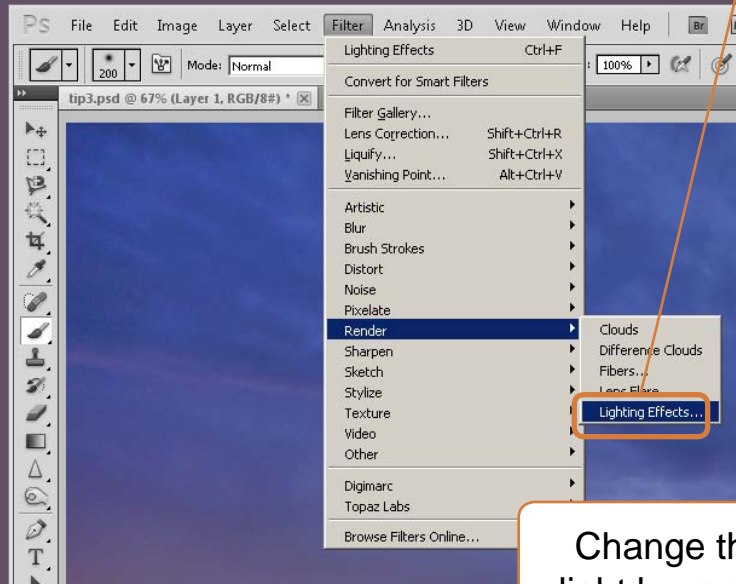 Ps File Edit Image Layer Select Filter Analysis 3D View Window Help Br
200 Mode: Normal 100%
tip3.psd @ 67% (Layer 1, RGB/8#) *
Lighting Effects Ctrl+F
Convert for Smart Filters
Filter Gallery...
Lens Correction... Shift+Ctrl+R
Liquify... Shift+Ctrl+X
Vanishing Point... Alt+Ctrl+V
Artistic
Blur
Brush Strokes
Distort
Noise
Pixelate
Render
Sharpen
Sketch
Stylize
Texture
Video
Other
Digimarc
Topaz Labs
Browse Filters Online...
Clouds
Difference Clouds
Fibers...
Lens Flare...
Lighting Effects...
Change th